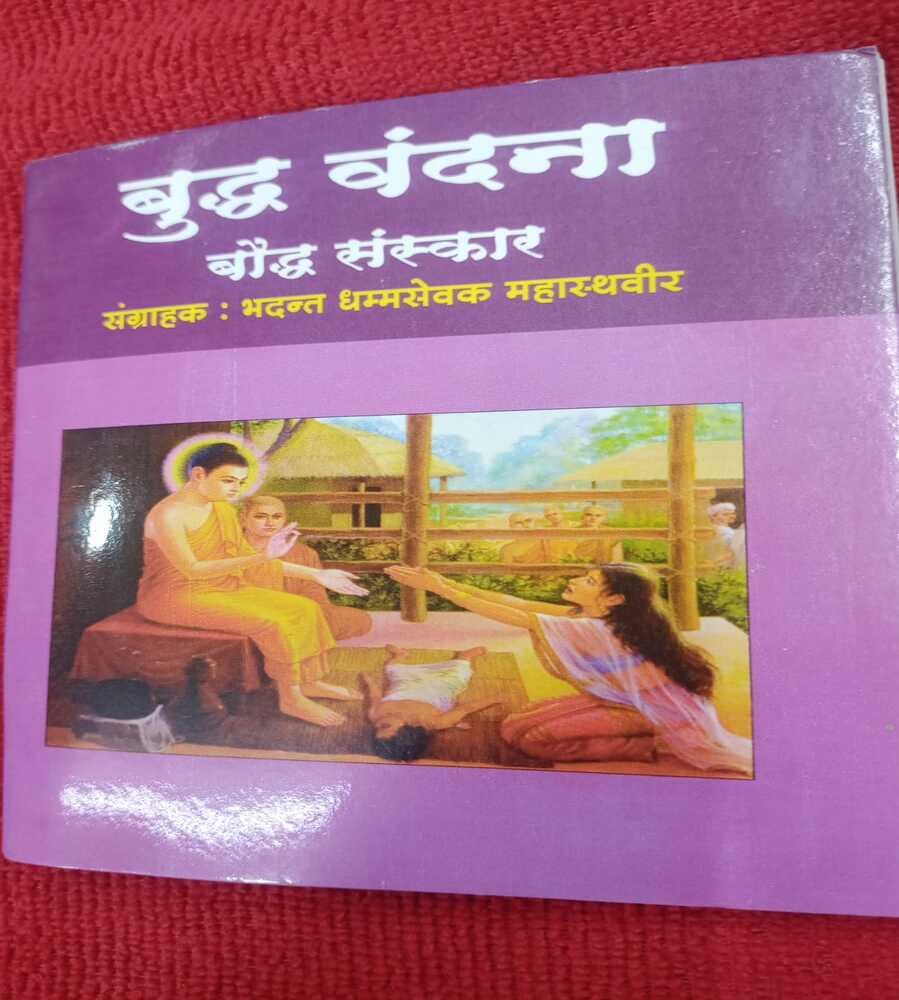 बुद्ध वंदना
बौद्ध संस्कार
संग्राहक : भदन्त धम्मसेवक महास्थवीर